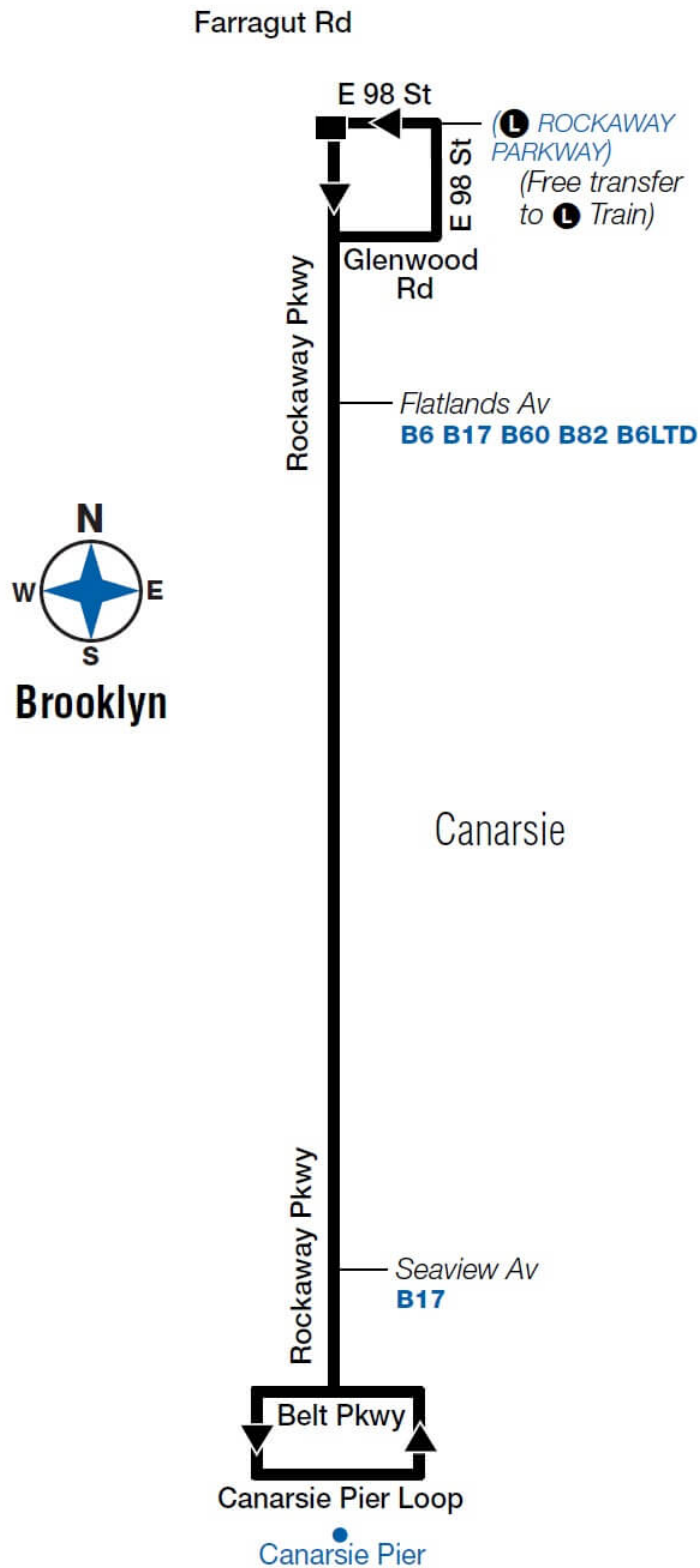 Farragut Rd
E 98 St
(L ROCKAWAY
PARKWAY)
(Free transfer
to L Train)
E 98 St
Glenwood
Rd
Rockaway Pkwy
Flatlands Av
B6 B17 B60 B82 B6LTD
N
W E
S
Brooklyn
Canarsie
Rockaway Pkwy
Seaview Av
B17
Belt Pkwy
Canarsie Pier Loop
Canarsie Pier